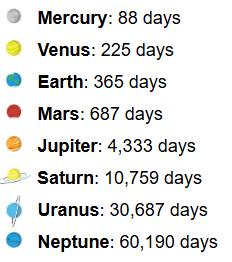 Mercury: 88 days
Venus: 225 days
Earth: 365 days
Mars: 687 days
Jupiter: 4,333 days
Saturn: 10,759 days
Uranus: 30,687 days
Neptune: 60,190 days